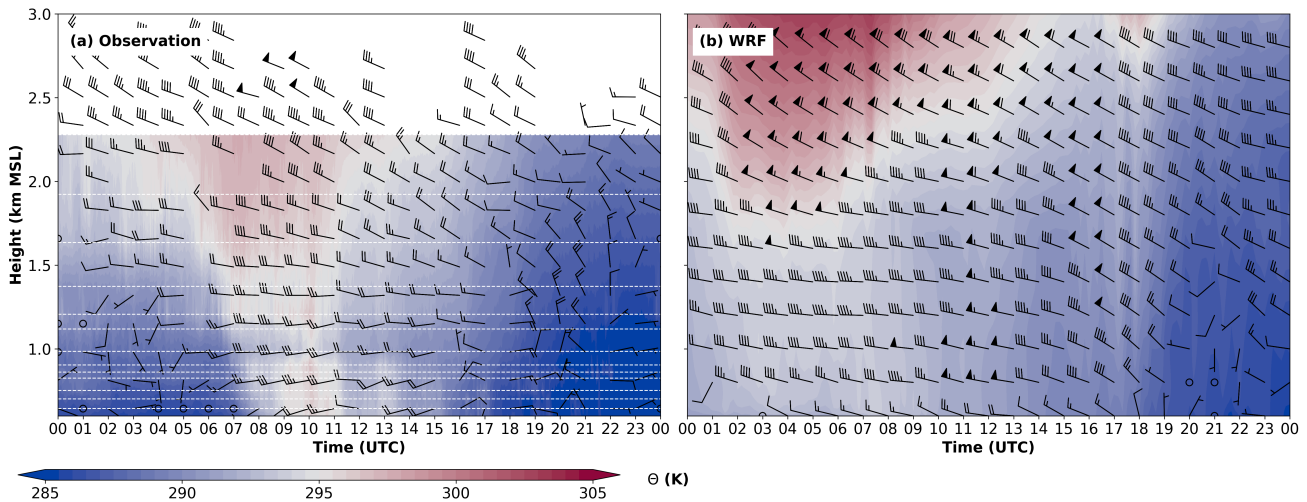 (a) Observation
(b) WRF
Height (km MSL)
3.0
2.5
2.0
1.5
1.0
00 01 02 03 04 05 06 07 08 09 10 11 12 13 14 15 16 17 18 19 20 21 22 23 00
00 01 02 03 04 05 06 07 08 09 10 11 12 13 14 15 16 17 18 19 20 21 22 23 00
Time (UTC)
Time (UTC)
285 290 295 300 305
Θ (K)